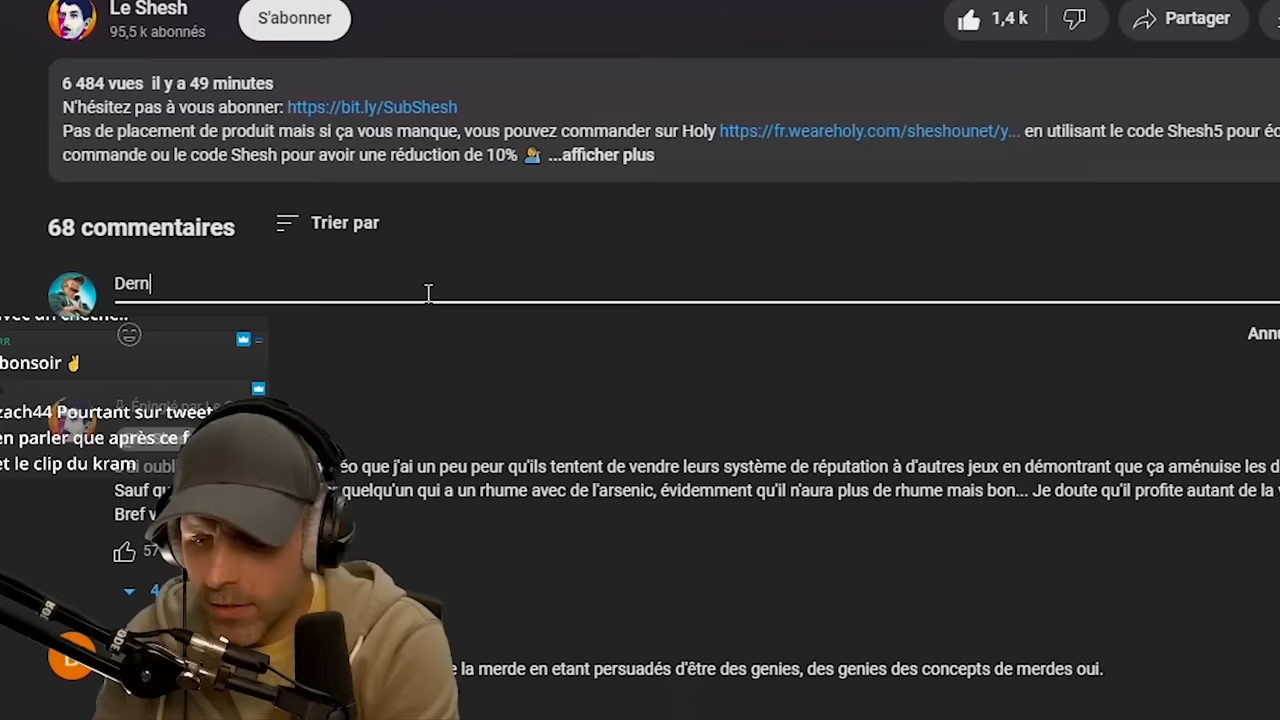 Le Shesh
95,5 k abonnés
S'abonner
1,4 k
Partager
6 484 vues il y a 49 minutes
N'hésitez pas à vous abonner: https://bit.ly/SubShesh
Pas de placement de produit mais si ça vous manque, vous pouvez commander sur Holy https://fr.weareholy.com/sheshounet/y... en utilisant le code Shesh5 pour
commande ou le code Shesh pour avoir une réduction de 10% 🙋 ...afficher plus
68 commentaires
Trier par
Dern
bonsoir ✌
Épinglé par Le
zach44 Pourtant sur tweet
en parler que après ce
et le clip du kram
que j'ai un peu peur qu'ils tentent de vendre leurs système de réputation à d'autres jeux en démontrant que ça aménuise les
Sauf
quelqu'un qui a un rhume avec de l'arsenic, évidemment qu'il n'aura plus de rhume mais bon... Je doute qu'il profite autant de la
Bref
57
4
la merde en etant persuadés d'être des genies, des genies des concepts de merdes oui.